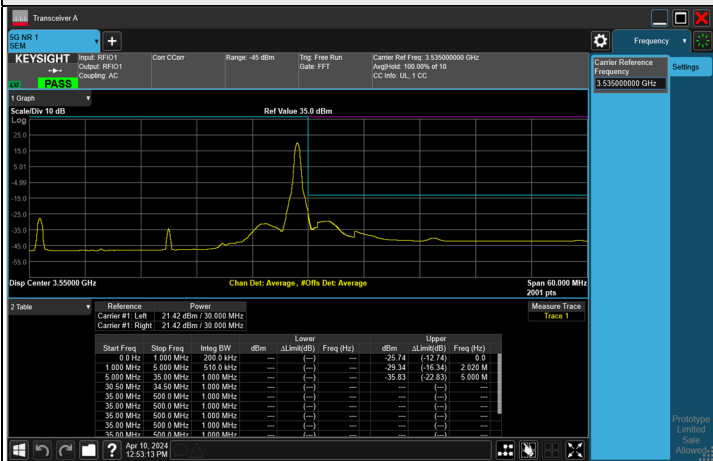 Transceiver A
5G NR 1
SEM
Frequency
KEYSIGHT
Input: RFIO1
Output: RFIO1
Coupling: AC
Corr CCorr
Range: -45 dBm
Trig: Free Run
Gate: FFT
Carrier Ref Freq: 3.535000000 GHz
Avg|Hold: 100.00% of 10
CC Info: UL, 1 CC
LXI
PASS
Carrier Reference
Frequency
3.535000000 GHz
Settings
1 Graph
Scale/Div 10 dB
Ref Value 35.0 dBm
Log
25.0
15.0
5.01
-4.99
-15.0
-25.0
-35.0
-45.0
-55.0
Disp Center 3.55000 GHz
Chan Det: Average, #Offs Det: Average
Span 60.000 MHz
2001 pts
2 Table
Reference Power
Carrier #1: Left 21.42 dBm / 30.000 MHz
Carrier #1: Right 21.42 dBm / 30.000 MHz
Measure Trace
Trace 1
Lower Upper
Start Freq Stop Freq Integ BW dBm ΔLimit(dB) Freq (Hz) dBm ΔLimit(dB) Freq (Hz)
0.0 Hz 1.000 MHz 200.0 kHz --- (---) --- -25.74 (-12.74) 0.0
1.000 MHz 5.000 MHz 510.0 kHz --- (---) --- -29.34 (-16.34) 2.020 M
5.000 MHz 35.00 MHz 1.000 MHz --- (---) --- -35.83 (-22.83) 5.000 M
30.50 MHz 34.50 MHz 1.000 MHz --- (---) --- --- (---) ---
35.00 MHz 500.0 MHz 1.000 MHz --- (---) --- --- (---) ---
35.00 MHz 500.0 MHz 1.000 MHz --- (---) --- --- (---) ---
35.00 MHz 500.0 MHz 1.000 MHz --- (---) --- --- (---) ---
35.00 MHz 500.0 MHz 1.000 MHz --- (---) --- --- (---) ---
35.00 MHz 500.0 MHz 1.000 MHz --- (---) --- --- (---) ---
Apr 10, 2024
12:53:13 PM
Prototype
Limited
Sale
Allowed